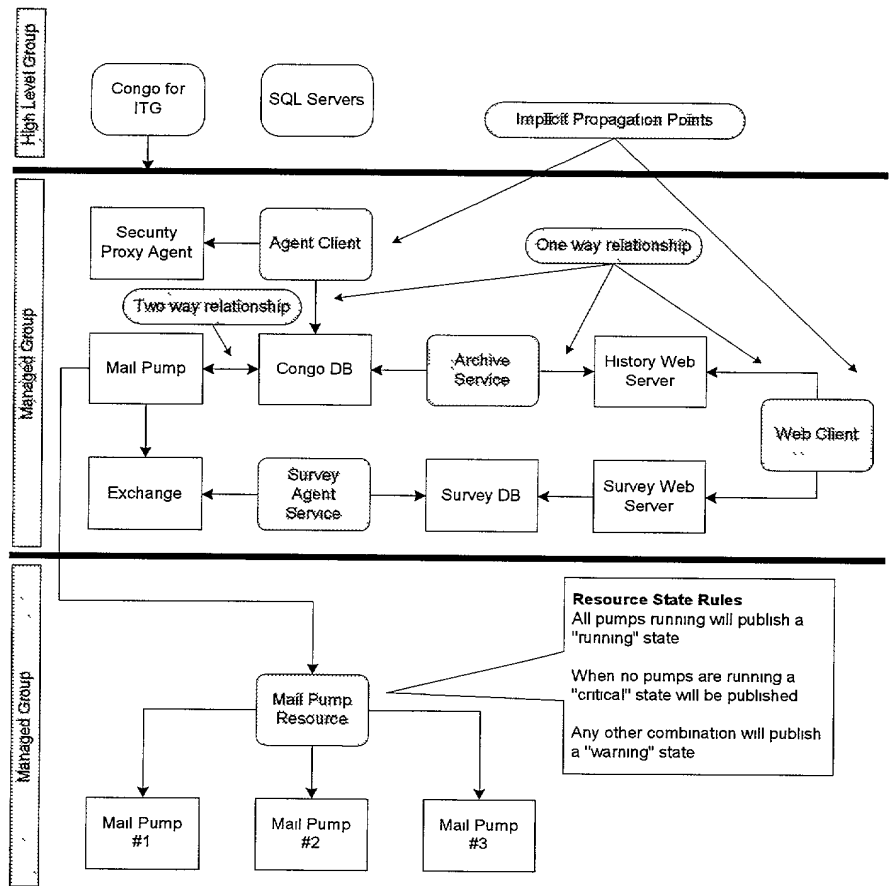 High Level Group
Congo for
ITG
SQL Servers
Implicit Propagation Points
Managed Group
Security
Proxy Agent
Agent Client
One way relationship
Two way relationship
Mail Pump
Congo DB
Archive
Service
History Web
Server
Web Client
Exchange
Survey
Agent
Service
Survey DB
Survey Web
Server
Managed Group
Resource State Rules
All pumps running will publish a
"running" state
When no pumps are running a
"critical" state will be published
Any other combination will publish
a "warning" state
Mail Pump
Resource
Mail Pump
#1
Mail Pump
#2
Mail Pump
#3